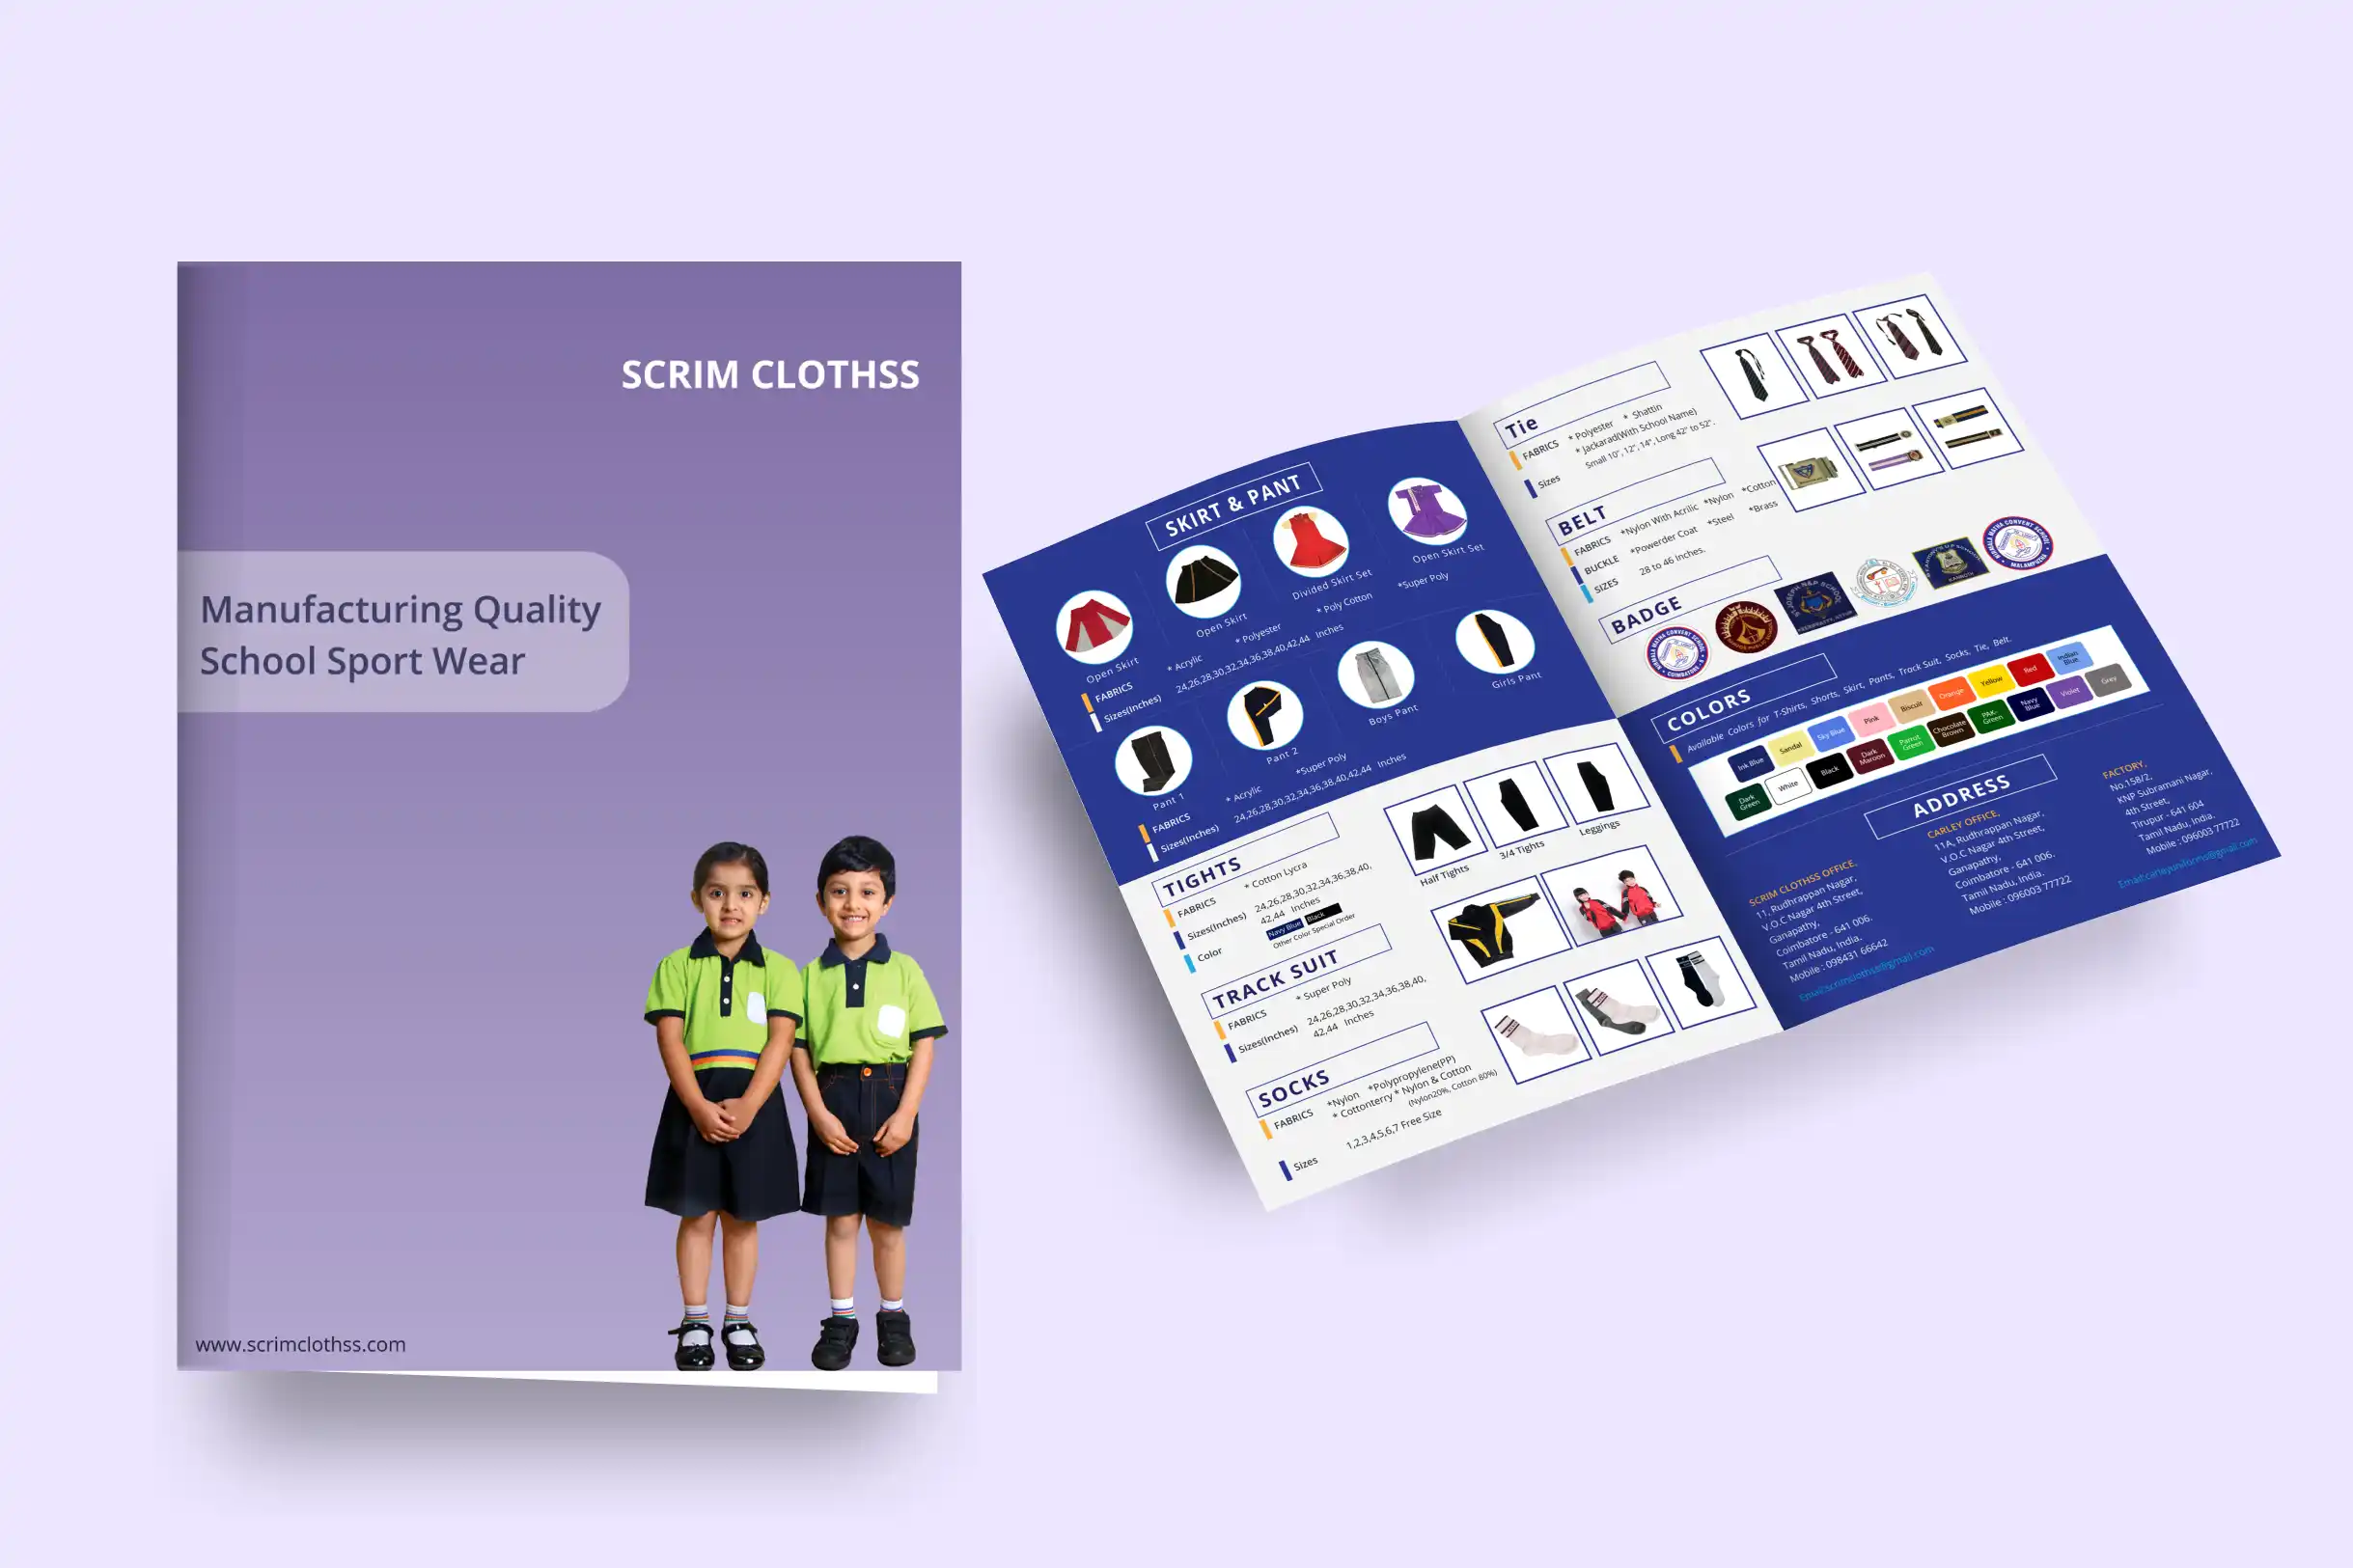 SCRIM CLOTHSS
Manufacturing Quality
School Sport Wear
www.scrimclothss.com
SKIRT & PANT
Open Skirt
Open Skirt
Divided Skirt Set
Open Skirt Set
FABRICS
* Acrylic * Polyester * Poly Cotton *Super Poly
Sizes(Inches)
24,26,28,30,32,34,36,38,40,42,44 Inches
Pant 1
Pant 2
Boys Pant
Girls Pant
FABRICS
* Acrylic *Super Poly
Sizes(Inches)
24,26,28,30,32,34,36,38,40,42,44 Inches
TIGHTS
FABRICS
* Cotton Lycra
Sizes(Inches)
24,26,28,30,32,34,36,38,40,
42,44 Inches
Color
Navy Blue Black
Other Color Special Order
Half Tights
3/4 Tights
Leggings
TRACK SUIT
FABRICS
* Super Poly
Sizes(Inches)
24,26,28,30,32,34,36,38,40,
42,44 Inches
SOCKS
FABRICS
*Nylon *Polypropylene(PP)
* Cottonterry * Nylon & Cotton
(Nylon20%, Cotton 80%)
Sizes
1,2,3,4,5,6,7 Free Size
Tie
FABRICS
* Polyester * Shattin
* Jackarad(With School Name)
Sizes
Small 10", 12", 14", Long 42" to 52".
BELT
FABRICS
*Nylon With Acrilic *Nylon *Cotton
BUCKLE
*Powerder Coat *Steel *Brass
SIZES
28 to 46 Inches.
BADGE
NIRMALA MATHA CONVENT SCHOOL
COIMBATORE
ST. JOSEPH
SCHOOL
NIRMALA MATHA CONVENT SCHOOL
MALAMPUZHA
COLORS
Available Colors for T-Shirts, Shorts, Skirt, Pants, Track Suit, Socks, Tie, Belt.
Ink Blue
Sandal
Sky Blue
Pink
Biscuit
Orange
Yellow
Red
Indian Blue
Dark Green
White
Black
Dark Maroon
Parrot Green
Chocolate Brown
PAK- Green
Navy Blue
Violet
Grey
ADDRESS
SCRIM CLOTHSS OFFICE,
11, Rudhrappan Nagar,
V.O.C Nagar 4th Street,
Ganapathy,
Coimbatore - 641 006.
Tamil Nadu, India.
Mobile : 098431 66642
Email:scrimclothss@gmail.com
CARLEY OFFICE,
11A, Rudhrappan Nagar,
V.O.C Nagar 4th Street,
Ganapathy,
Coimbatore - 641 006.
Tamil Nadu, India.
Mobile : 096003 77722
FACTORY,
No.158/2,
KNP Subramani Nagar,
4th Street,
Tirupur - 641 604
Tamil Nadu, India.
Mobile : 096003 77722
Email:carleyuniforms@gmail.com